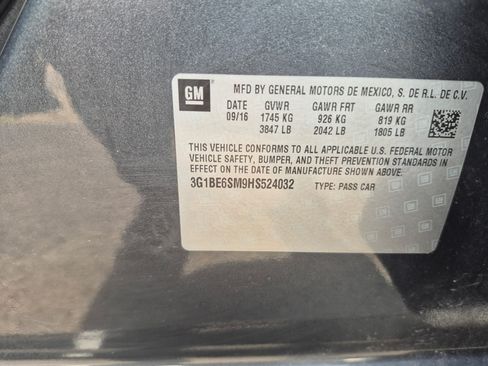 GM
MFD BY GENERAL MOTORS DE MEXICO, S. DE R.L. DE C.V.
DATE GVWR GAWR FRT GAWR RR
09/16 1745 KG 926 KG 819 KG
3847 LB 2042 LB 1805 LB
THIS VEHICLE CONFORMS TO ALL APPLICABLE U.S. FEDERAL MOTOR
VEHICLE SAFETY, BUMPER, AND THEFT PREVENTION STANDARDS IN
EFFECT ON THE DATE OF MANUFACTURE SHOWN ABOVE.
3G1BE6SM9HS524032 TYPE: PASS CAR